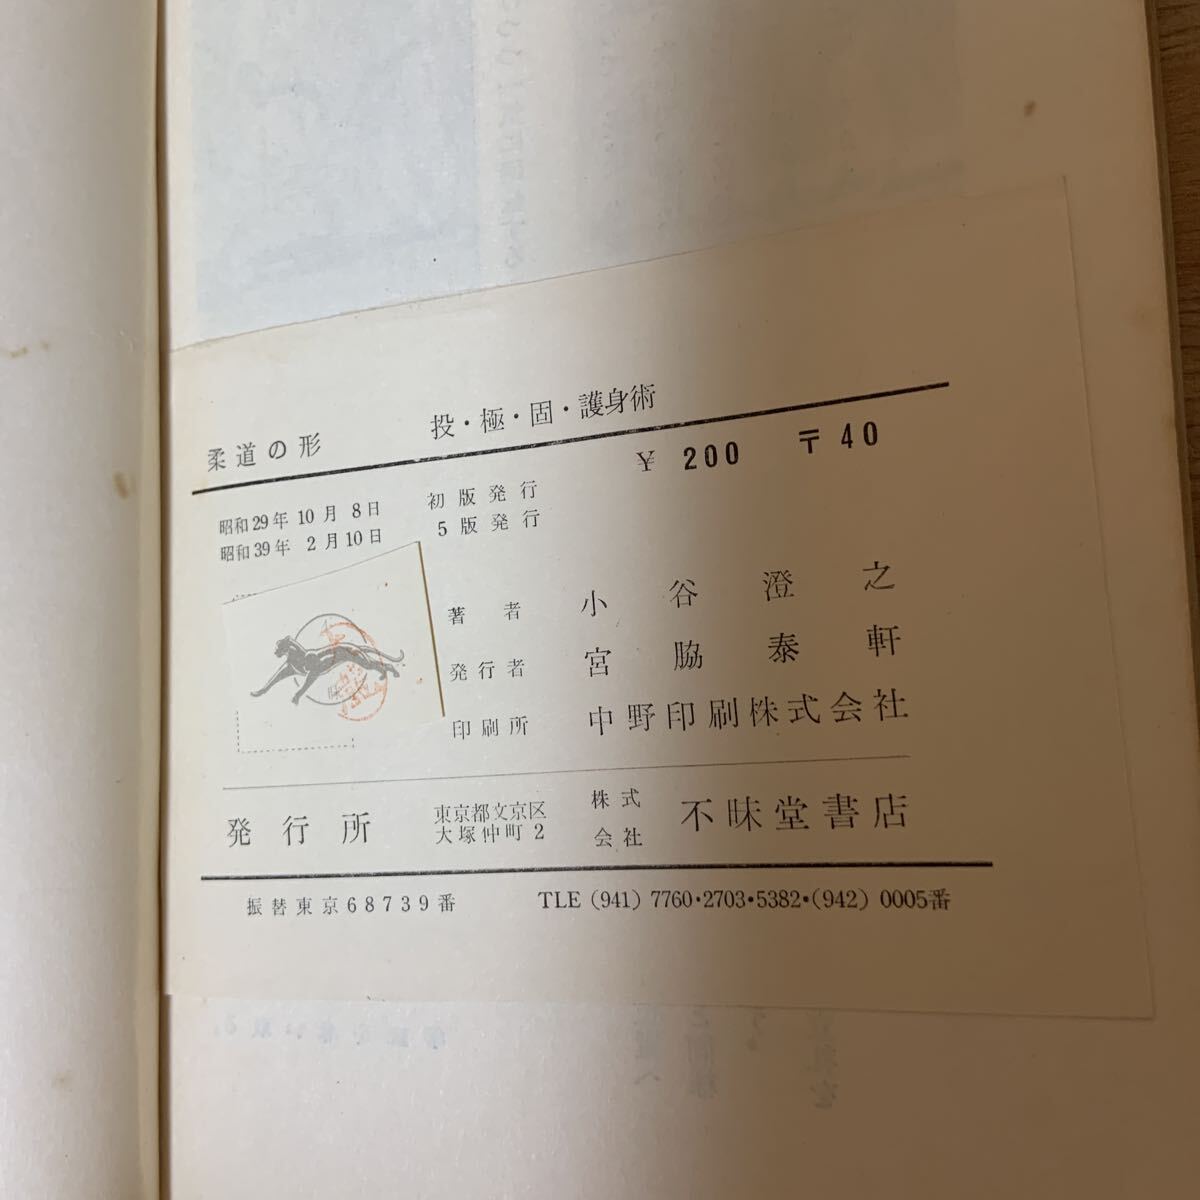 柔道の形 投・極・固・護身術
¥ 200 〒40
昭和29年 10月 8日 初版発行
昭和39年 2月10日 5版発行
著者 小谷澄之
発行者 宮脇泰軒
印刷所 中野印刷株式会社
発行所 東京都文京区大塚仲町2 株式会社 不昧堂書店
振替東京68739番 TLE (941) 7760・2703・5382・(942) 0005番